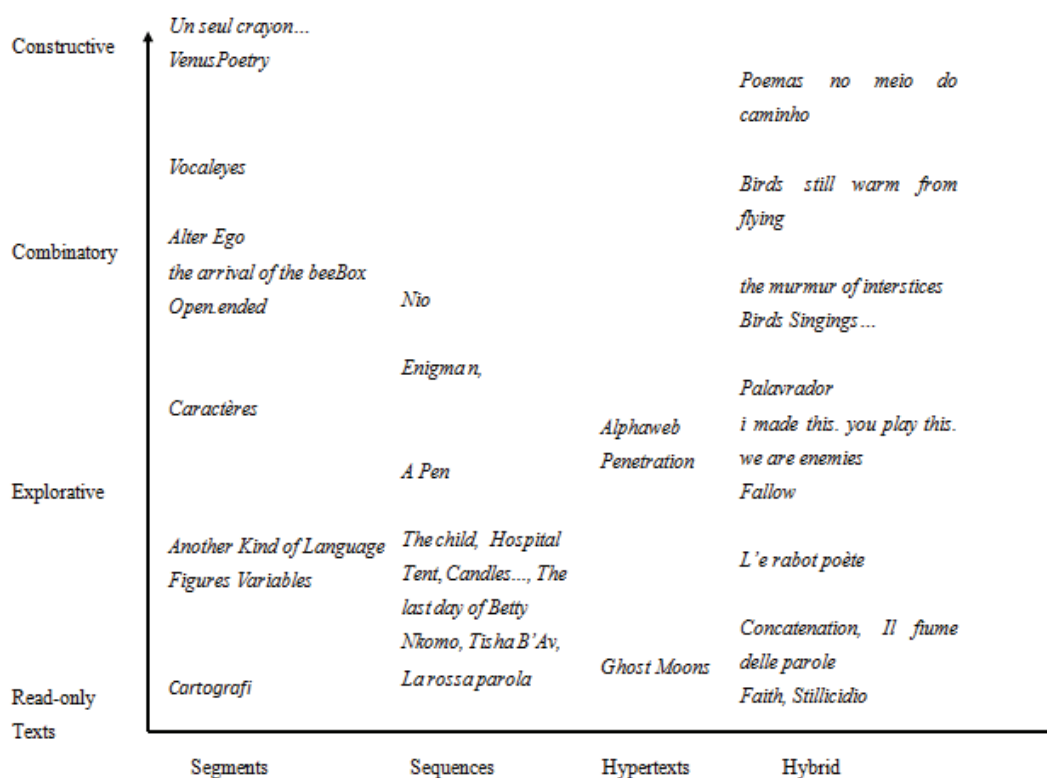 Constructive
Un seul crayon…
VenusPoetry
Poemas no meio do
caminho
Vocaleyes
Birds still warm from
flying
Combinatory
Alter Ego
the arrival of the beeBox
Open.ended
Nio
the murmur of interstices
Birds Singings…
Enigma n,
Caractères
Palavrador
i made this. you play this.
we are enemies
Fallow
Alphaweb
Penetration
A Pen
Explorative
Another Kind of Language
Figures Variables
The child, Hospital
Tent, Candles…, The
last day of Betty
Nkomo, Tisha B’Av,
La rossa parola
L’e rabot poète
Concatenation, Il fiume
delle parole
Faith, Stillicidio
Ghost Moons
Cartografi
Read-only
Texts
Segments
Sequences
Hypertexts
Hybrid